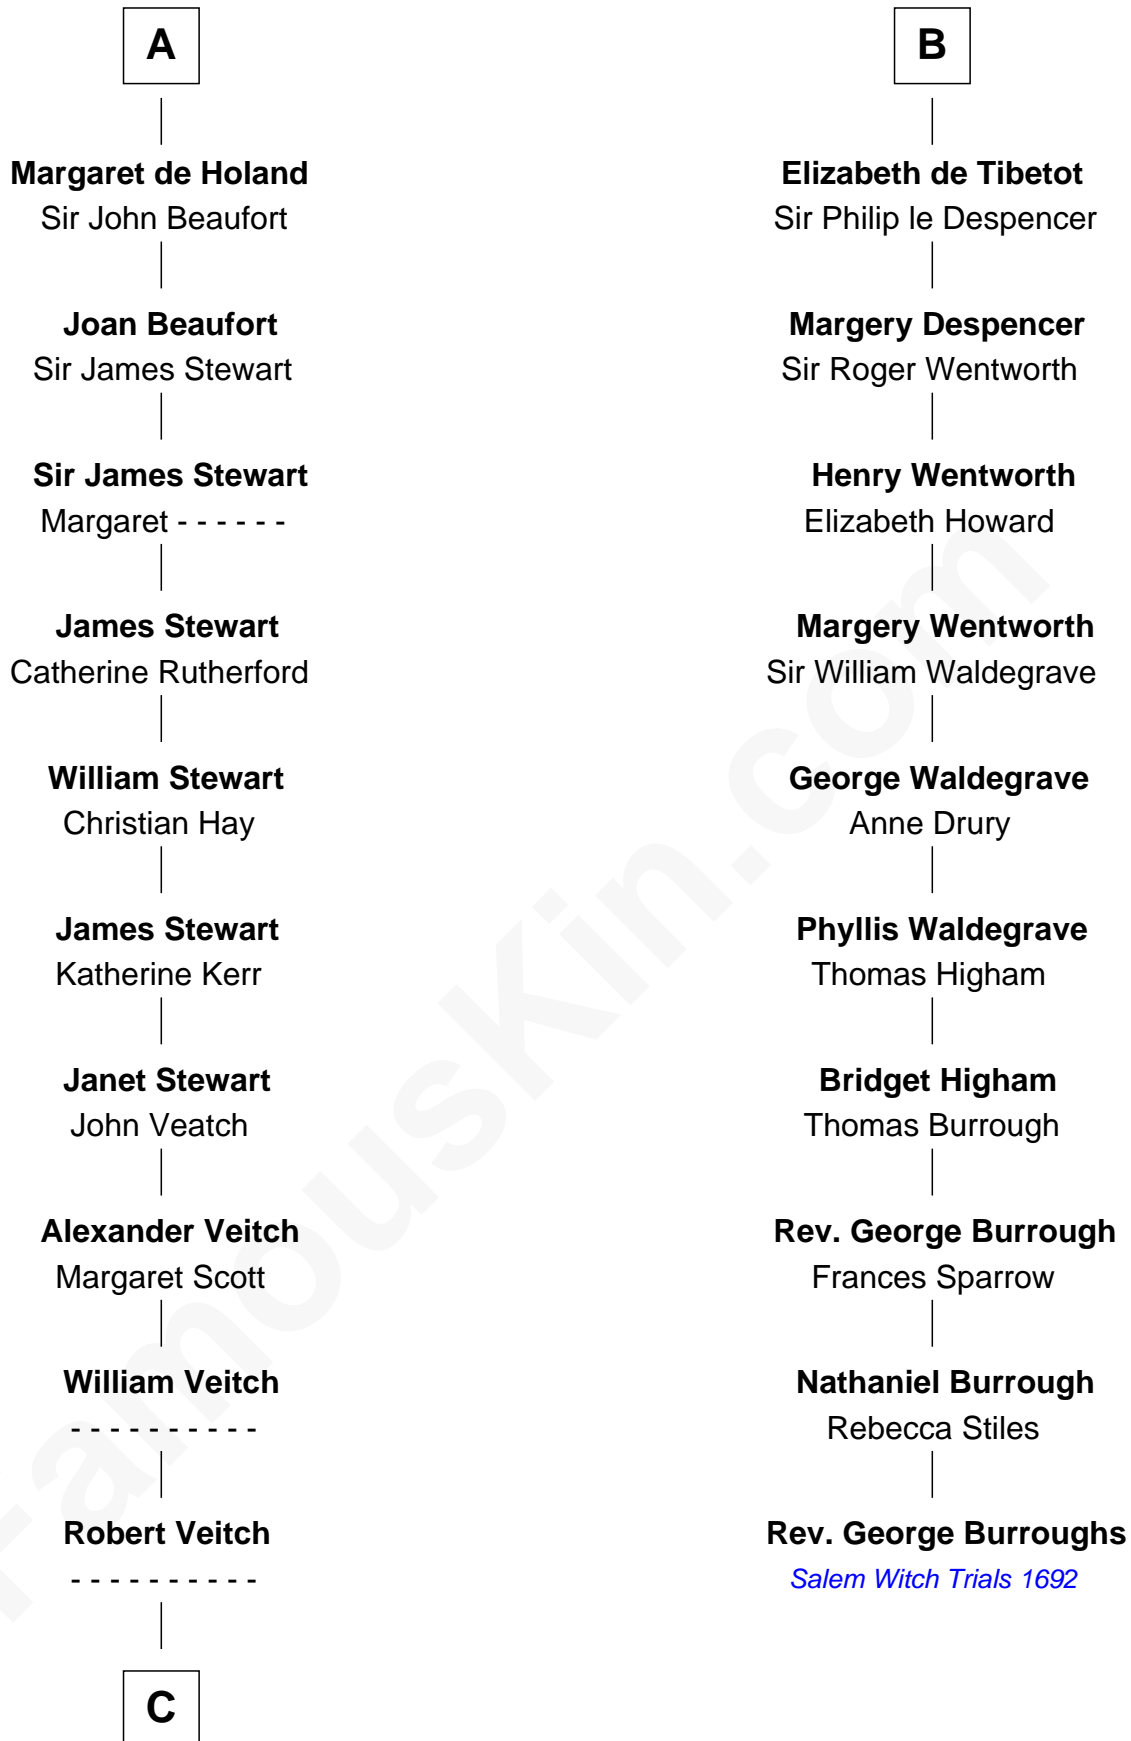 A
Margaret de Holand
Sir John Beaufort
Joan Beaufort
Sir James Stewart
Sir James Stewart
Margaret - - - - - -
James Stewart
Catherine Rutherford
William Stewart
Christian Hay
James Stewart
Katherine Kerr
Janet Stewart
John Veatch
Alexander Veitch
Margaret Scott
William Veitch
- - - - - - - - - -
Robert Veitch
- - - - - - - - - -
C
B
Elizabeth de Tibetot
Sir Philip le Despencer
Margery Despencer
Sir Roger Wentworth
Henry Wentworth
Elizabeth Howard
Margery Wentworth
Sir William Waldegrave
George Waldegrave
Anne Drury
Phyllis Waldegrave
Thomas Higham
Bridget Higham
Thomas Burrough
Rev. George Burrough
Frances Sparrow
Nathaniel Burrough
Rebecca Stiles
Rev. George Burroughs
Salem Witch Trials 1692
FamousKin.com